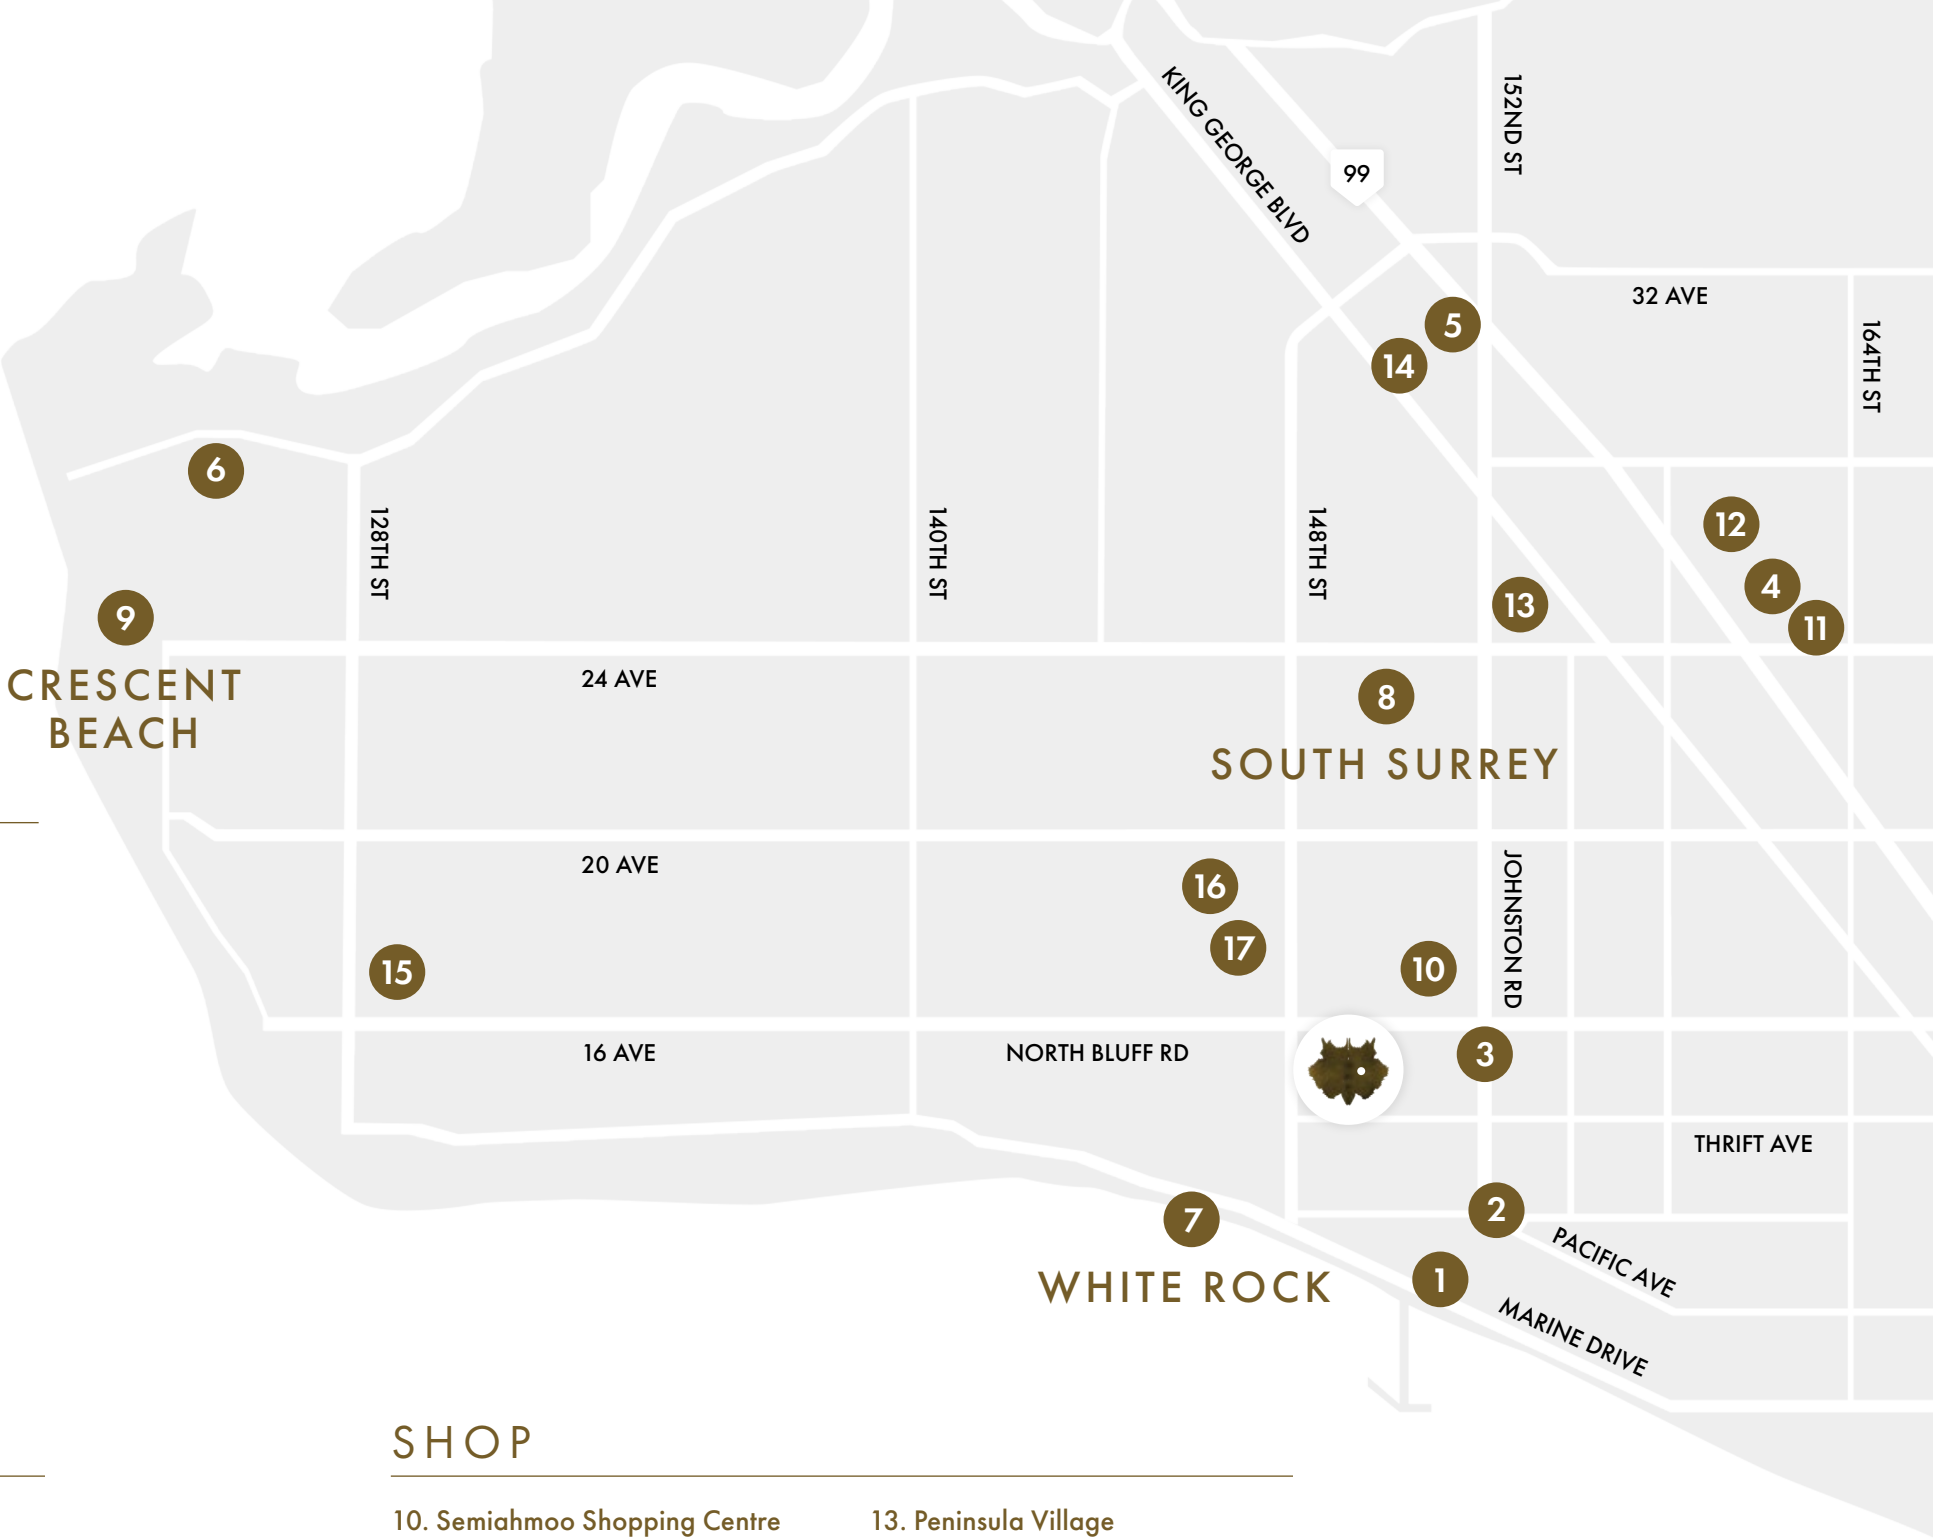 KING GEORGE BLVD
152ND ST
99
32 AVE
5
164TH ST
14
6
128TH ST
140TH ST
148TH ST
12
4
13
11
9
CRESCENT
BEACH
24 AVE
8
SOUTH SURREY
20 AVE
16
JOHNSTON RD
17
10
15
16 AVE
NORTH BLUFF RD
3
THRIFT AVE
2
7
PACIFIC AVE
WHITE ROCK
1
MARINE DRIVE
SHOP
10. Semiahmoo Shopping Centre
13. Peninsula Village